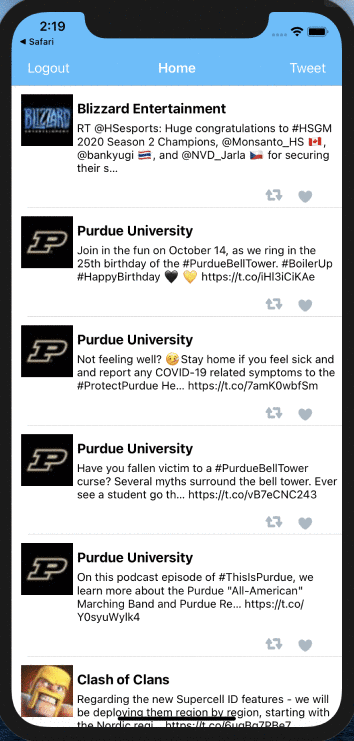 2:19
Safari
Logout Home Tweet
BLIZZARD
ENTERTAINMENT
Blizzard Entertainment
RT @HSesports: Huge congratulations to #HSGM
2020 Season 2 Champions, @Monsanto_HS 🇨🇦,
@bankyugi 🇹🇭, and @NVD_Jarla 🇨🇿 for securing
their s...
Purdue University
Join in the fun on October 14, as we ring in the
25th birthday of the #PurdueBellTower. #BoilerUp
#HappyBirthday 🖤 💛 https://t.co/iHI3iCiKAe
Purdue University
Not feeling well? 🤒Stay home if you feel sick and
and report any COVID-19 related symptoms to the
#ProtectPurdue He... https://t.co/7amK0wbfSm
Purdue University
Have you fallen victim to a #PurdueBellTower
curse? Several myths surround the bell tower. Ever
see a student go th... https://t.co/vB7eCNC243
Purdue University
On this podcast episode of #ThisIsPurdue, we
learn more about the Purdue "All-American"
Marching Band and Purdue Re... https://t.co/
Y0syuWylk4
Clash of Clans
Regarding the new Supercell ID features - we will
be deploying them region by region, starting with
the Nordic regi...